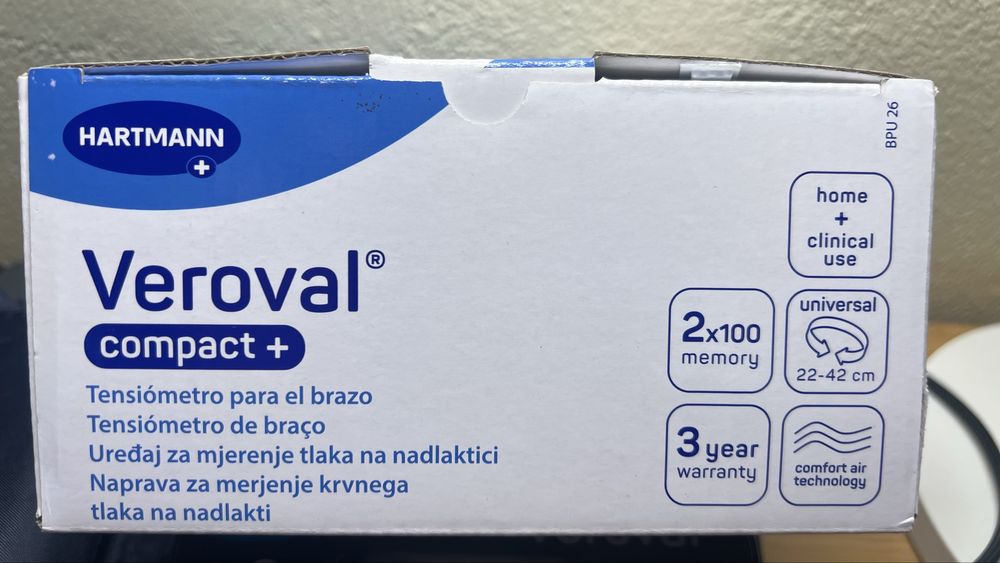 HARTMANN
BPU 26
Veroval®
compact +
Tensiómetro para el brazo
Tensiómetro de braço
Uređaj za mjerenje tlaka na nadlaktici
Naprava za merjenje krvnega
tlaka na nadlakti
home
+
clinical
use
2x100
memory
universal
22-42 cm
3 year
warranty
comfort air
technology